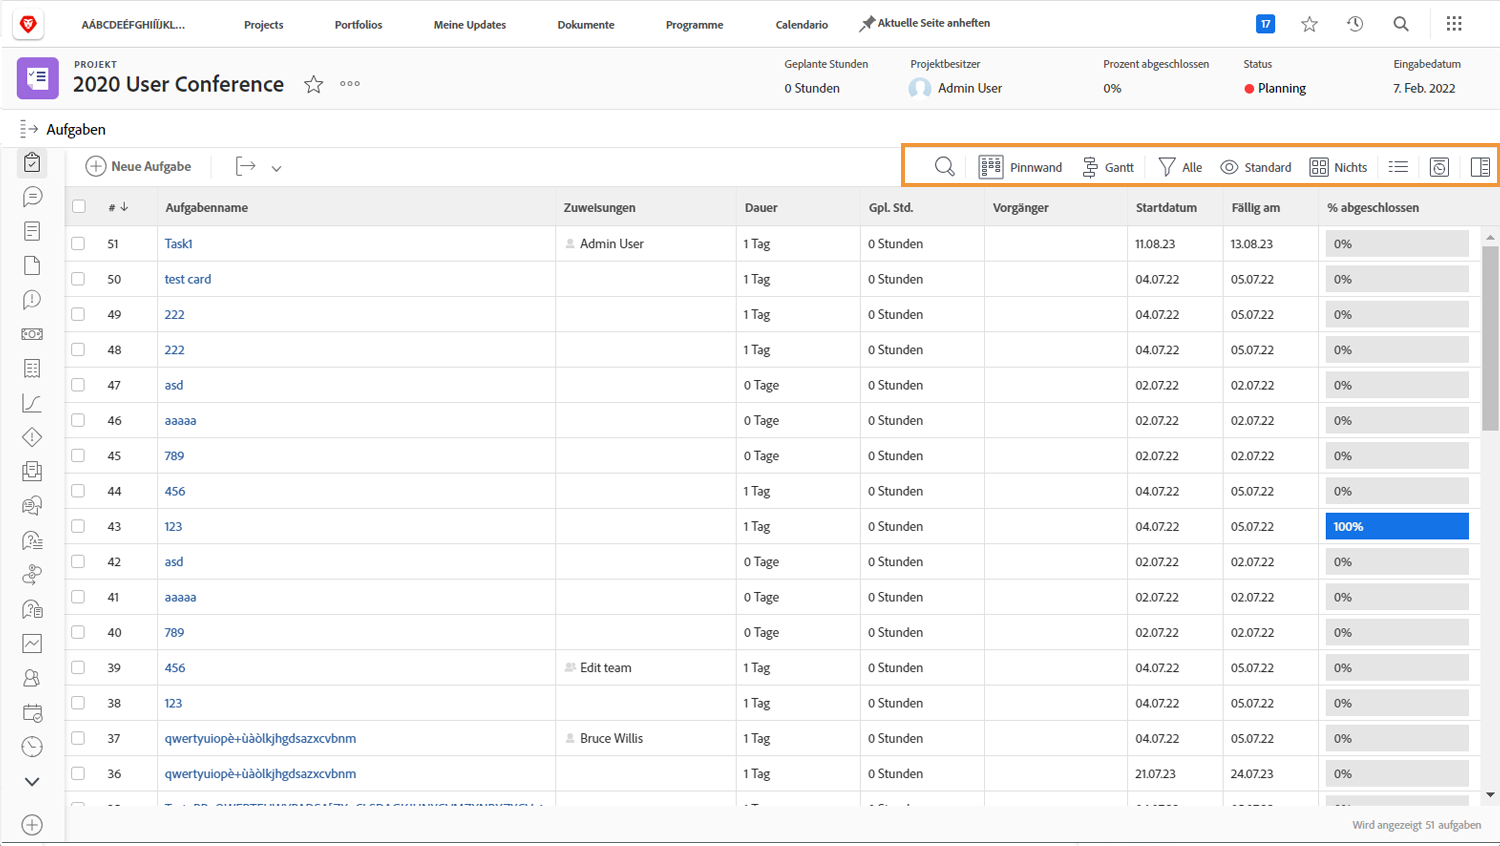 AÁBCDEÉFGHIÍJKL... Projects Portfolios Meine Updates Dokumente Programme Calendario Aktuelle Seite anheften 17
PROJEKT
2020 User Conference
Geplante Stunden Projektbesitzer Prozent abgeschlossen Status Eingabedatum
0 Stunden Admin User 0% Planning 7. Feb. 2022
Aufgaben
Neue Aufgabe Pinnwand Gantt Alle Standard Nichts
# Aufgabenname Zuweisungen Dauer Gpl. Std. Vorgänger Startdatum Fällig am % abgeschlossen
51 Task1 Admin User 1 Tag 0 Stunden 11.08.23 13.08.23 0%
50 test card 1 Tag 0 Stunden 04.07.22 05.07.22 0%
49 222 1 Tag 0 Stunden 04.07.22 05.07.22 0%
48 222 1 Tag 0 Stunden 04.07.22 05.07.22 0%
47 asd 0 Tage 0 Stunden 02.07.22 02.07.22 0%
46 aaaaa 0 Tage 0 Stunden 02.07.22 02.07.22 0%
45 789 0 Tage 0 Stunden 02.07.22 02.07.22 0%
44 456 1 Tag 0 Stunden 04.07.22 05.07.22 0%
43 123 1 Tag 0 Stunden 04.07.22 05.07.22 100%
42 asd 0 Tage 0 Stunden 02.07.22 02.07.22 0%
41 aaaaa 0 Tage 0 Stunden 02.07.22 02.07.22 0%
40 789 0 Tage 0 Stunden 02.07.22 02.07.22 0%
39 456 Edit team 1 Tag 0 Stunden 04.07.22 05.07.22 0%
38 123 1 Tag 0 Stunden 04.07.22 05.07.22 0%
37 qwertyuiopè+ùàòlkjhgdsazxcvbnm Bruce Willis 1 Tag 0 Stunden 04.07.22 05.07.22 0%
36 qwertyuiopè+ùàòlkjhgdsazxcvbnm 1 Tag 0 Stunden 21.07.23 24.07.23 0%
Wird angezeigt 51 aufgaben